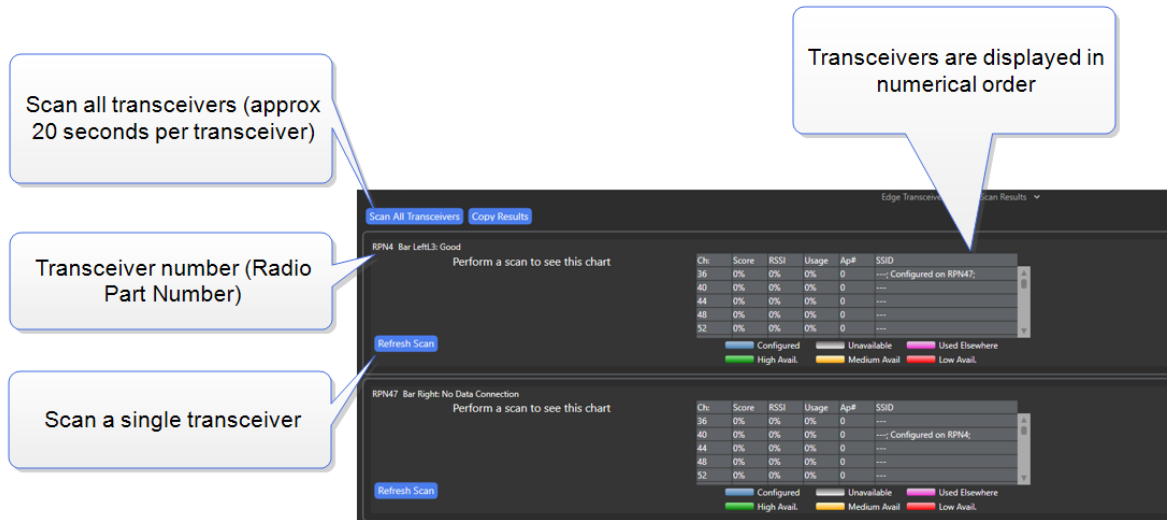 Scan all transceivers (approx
20 seconds per transceiver)
Transceivers are displayed in
numerical order
Edge Transceive
Scan Results
Scan All Transceivers
Copy Results
Transceiver number (Radio
Part Number)
RPN4 Bar LeftL3: Good
Perform a scan to see this chart
Ch: Score RSSI Usage Ap# SSID
36 0% 0% 0% 0 ---; Configured on RPN47;
40 0% 0% 0% 0 ---
44 0% 0% 0% 0 ---
48 0% 0% 0% 0 ---
52 0% 0% 0% 0 ---
Refresh Scan
Configured Unavailable Used Elsewhere
High Avail. Medium Avail Low Avail.
Scan a single transceiver
RPN47 Bar Right: No Data Connection
Perform a scan to see this chart
Ch: Score RSSI Usage Ap# SSID
36 0% 0% 0% 0 ---
40 0% 0% 0% 0 ---; Configured on RPN4;
44 0% 0% 0% 0 ---
48 0% 0% 0% 0 ---
52 0% 0% 0% 0 ---
Refresh Scan
Configured Unavailable Used Elsewhere
High Avail. Medium Avail Low Avail.